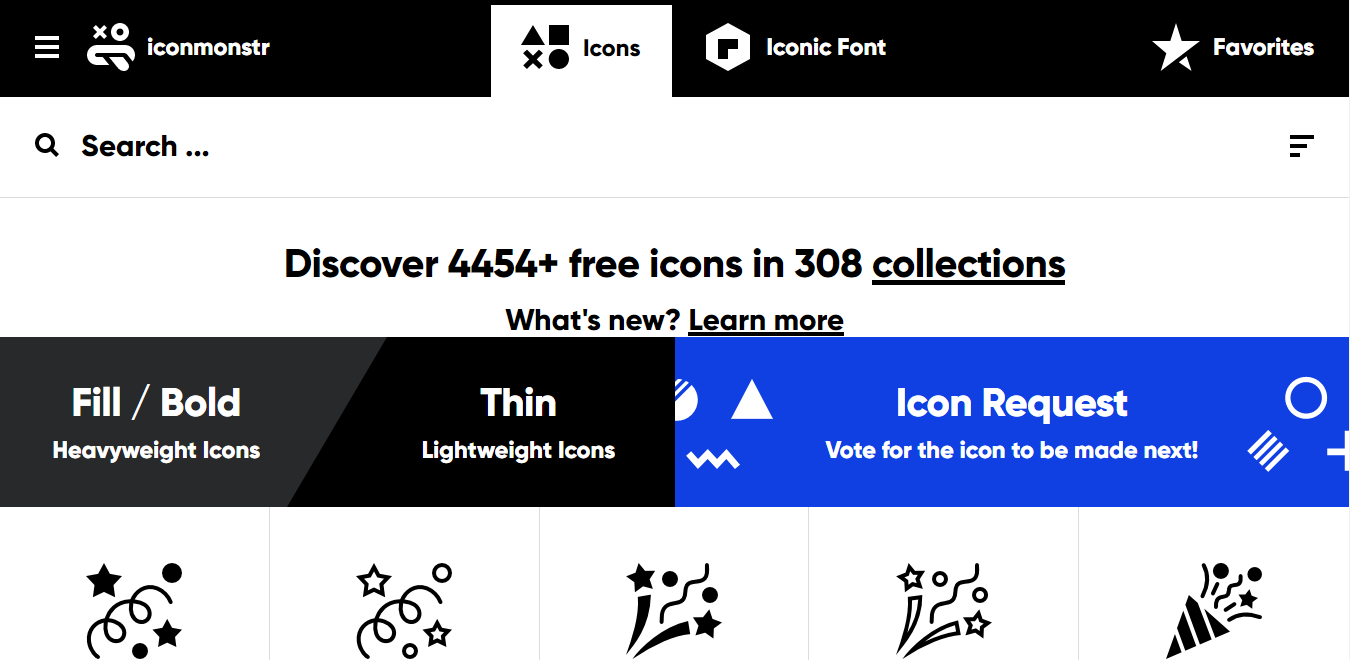 iconmonstr
Icons
Iconic Font
Favorites
Search ...
Discover 4454+ free icons in 308 collections
What's new? Learn more
Fill / Bold
Heavyweight Icons
Thin
Lightweight Icons
Icon Request
Vote for the icon to be made next!